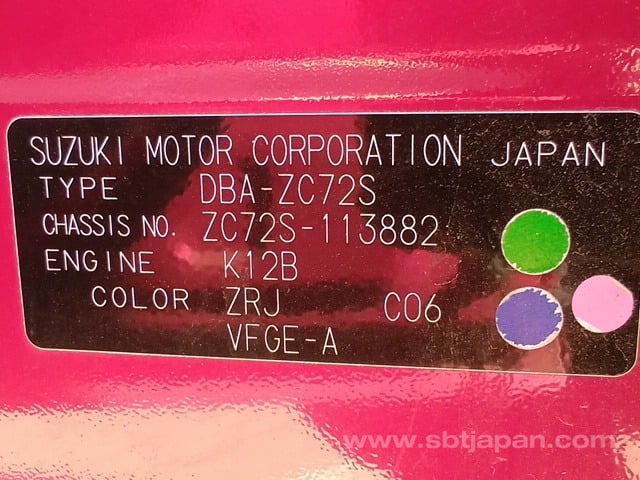 SUZUKI MOTOR CORPORATION JAPAN
TYPE DBA-ZC72S
CHASSIS NO. ZC72S-113882
ENGINE K12B
COLOR ZRJ C06
VFGE-A
www.sbtjapan.com